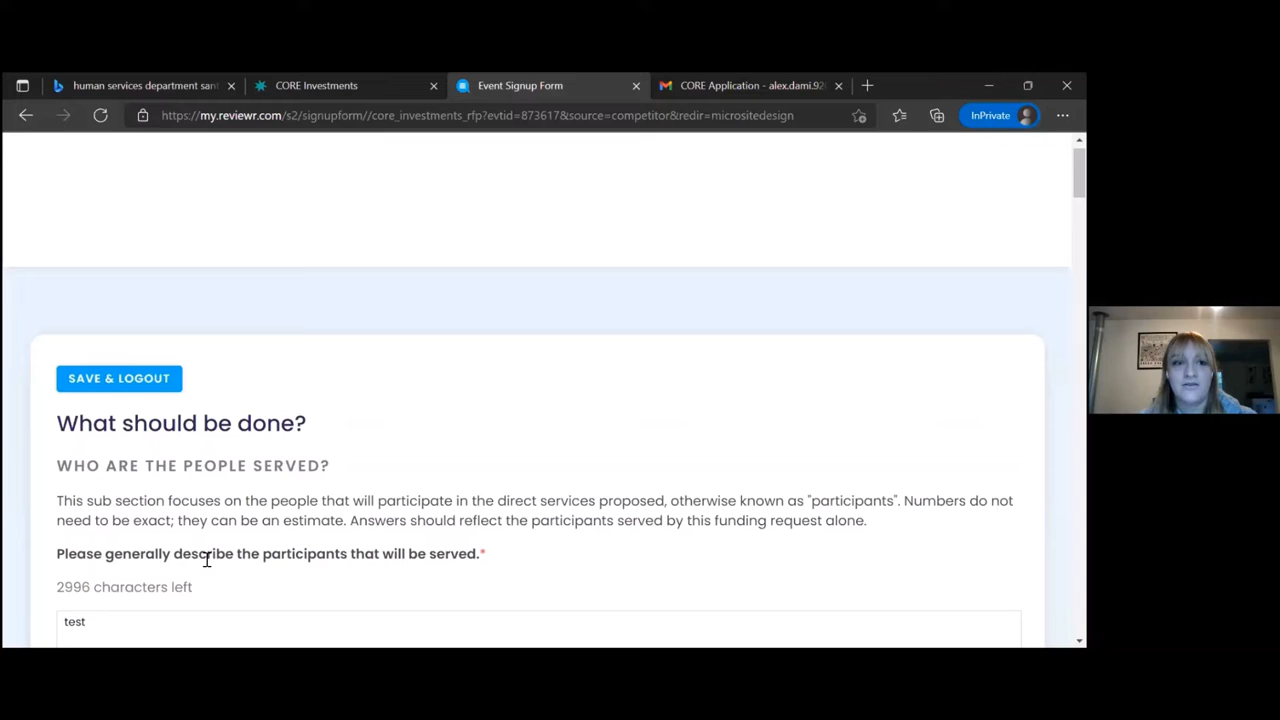 human services department sant
CORE Investments
Event Signup Form
CORE Application - alex.dami.92
https://my.reviewr.com/s2/signupform//core_investments_rfp?evtid=873617&source=competitor&redir=micrositedesign
InPrivate
SAVE & LOGOUT
What should be done?
WHO ARE THE PEOPLE SERVED?
This sub section focuses on the people that will participate in the direct services proposed, otherwise known as "participants". Numbers do not
need to be exact; they can be an estimate. Answers should reflect the participants served by this funding request alone.
Please generally describe the participants that will be served.*
2996 characters left
test